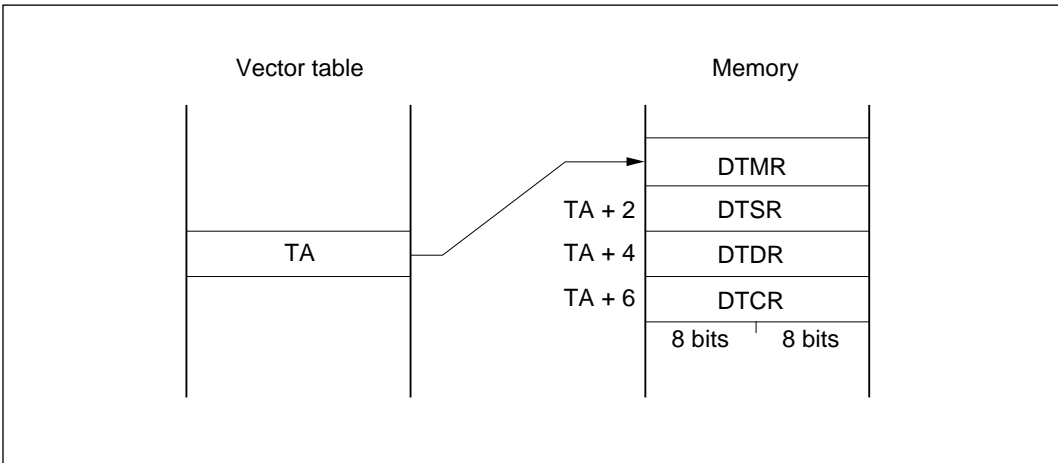 Vector table
Memory
DTMR
TA + 2 DTSR
TA TA + 4 DTDR
TA + 6 DTCR
8 bits 8 bits